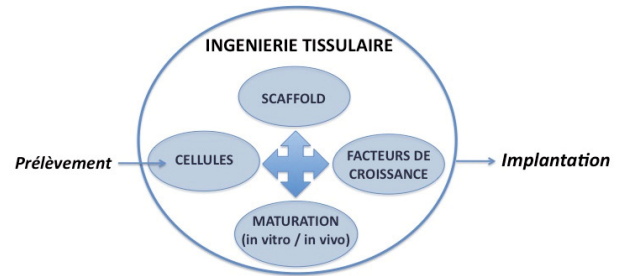 INGENIERIE TISSULAIRE
SCAFFOLD
Prélèvement
CELLULES
FACTEURS DE
CROISSANCE
Implantation
MATURATION
(in vitro / in vivo)